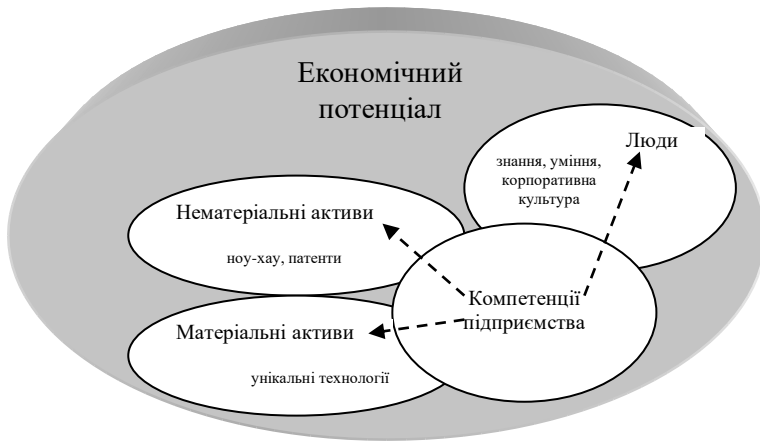 Економічний
потенціал
Люди
знання, уміння,
корпоративна
культура
Нематеріальні активи
ноу-хау, патенти
Компетенції
підприємства
Матеріальні активи
унікальні технології